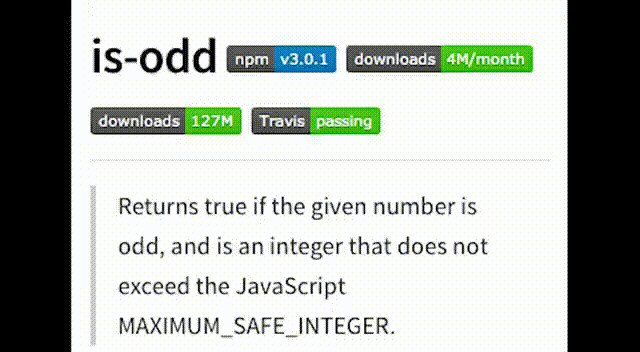 is-odd npm v3.0.1 downloads 4M/month
downloads 127M Travis passing
Returns true if the given number is
odd, and is an integer that does not
exceed the JavaScript
MAXIMUM_SAFE_INTEGER.